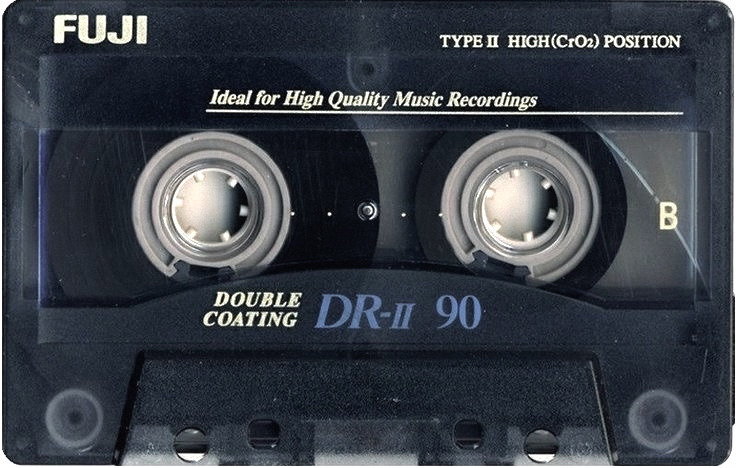 FUJI
TYPE II HIGH(CrO2) POSITION
Ideal for High Quality Music Recordings
B
DOUBLE
COATING
DR-II 90